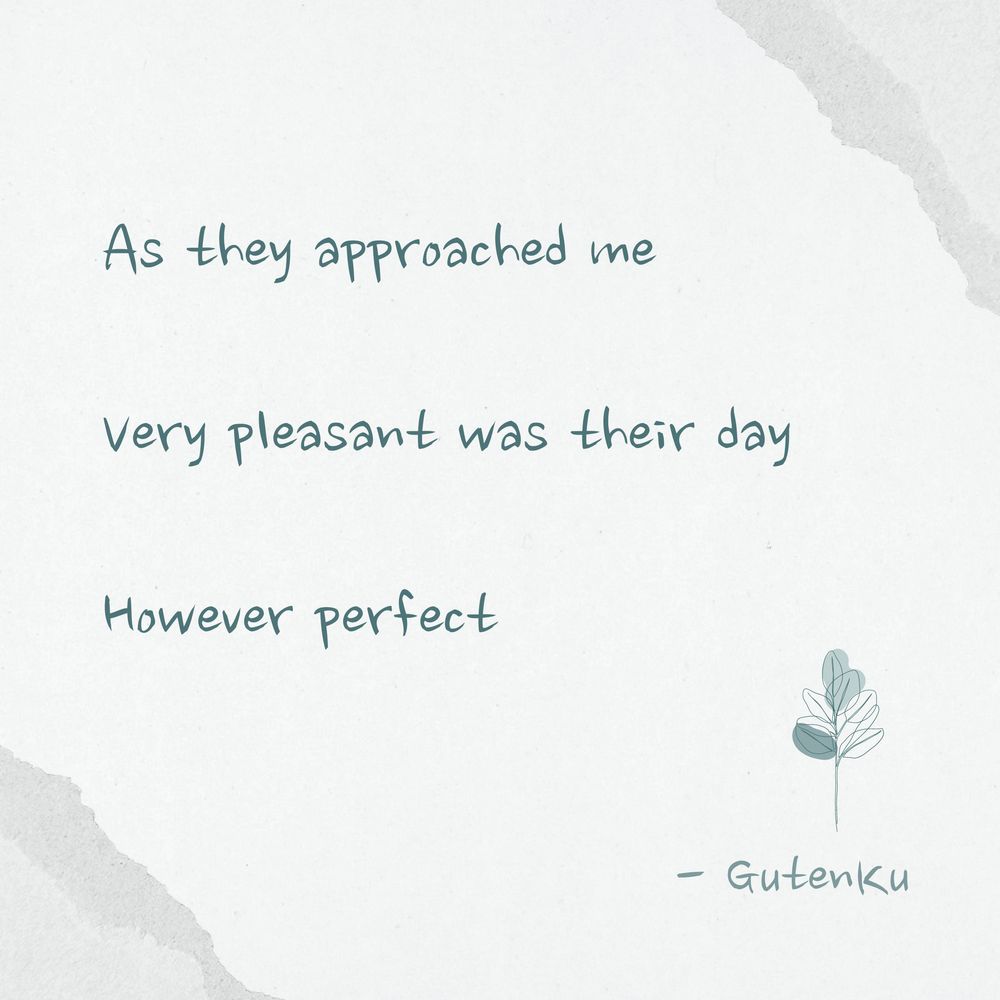 As they approached me
Very pleasant was their day
However perfect
- GutenKu